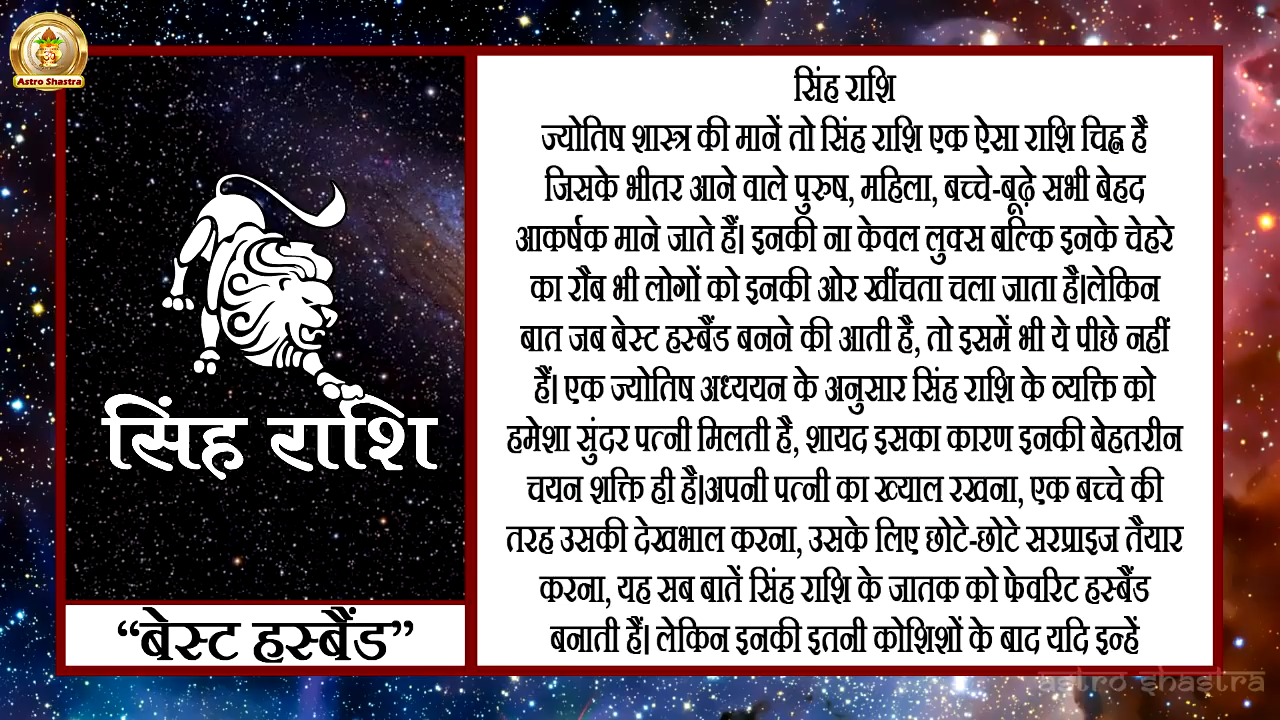 Astro Shastra
सिंह राशि
“बेस्ट हस्बैंड”
सिंह राशि
ज्योतिष शास्त्र की मानें तो सिंह राशि एक ऐसा राशि चिह्न है
जिसके भीतर आने वाले पुरुष, महिला, बच्चे-बूढ़े सभी बेहद
आकर्षक माने जाते हैं। इनकी ना केवल लुक्स बल्कि इनके चेहरे
का रौब भी लोगों को इनकी ओर खींचता चला जाता है।लेकिन
बात जब बेस्ट हस्बैंड बनने की आती है, तो इसमें भी ये पीछे नहीं
हैं। एक ज्योतिष अध्ययन के अनुसार सिंह राशि के व्यक्ति को
हमेशा सुंदर पत्नी मिलती है, शायद इसका कारण इनकी बेहतरीन
चयन शक्ति ही है।अपनी पत्नी का ख्याल रखना, एक बच्चे की
तरह उसकी देखभाल करना, उसके लिए छोटे-छोटे सरप्राइज तैयार
करना, यह सब बातें सिंह राशि के जातक को फेवरिट हस्बैंड
बनाती हैं। लेकिन इनकी इतनी कोशिशों के बाद यदि इन्हें
astro shastra